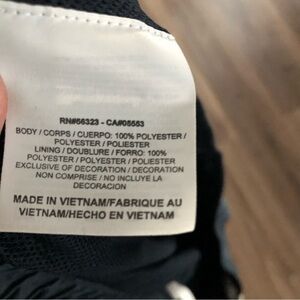 RN#56323 - CA#05553
BODY / CORPS / CUERPO: 100% POLYESTER /
POLYESTER / POLIESTER
LINING / DOUBLURE / FORRO: 100%
POLYESTER / POLYESTER / POLIESTER
EXCLUSIVE OF DECORATION / DECORATION
NON COMPRISE / NO INCLUYE LA
DECORACION
MADE IN VIETNAM/FABRIQUE AU
VIETNAM/HECHO EN VIETNAM